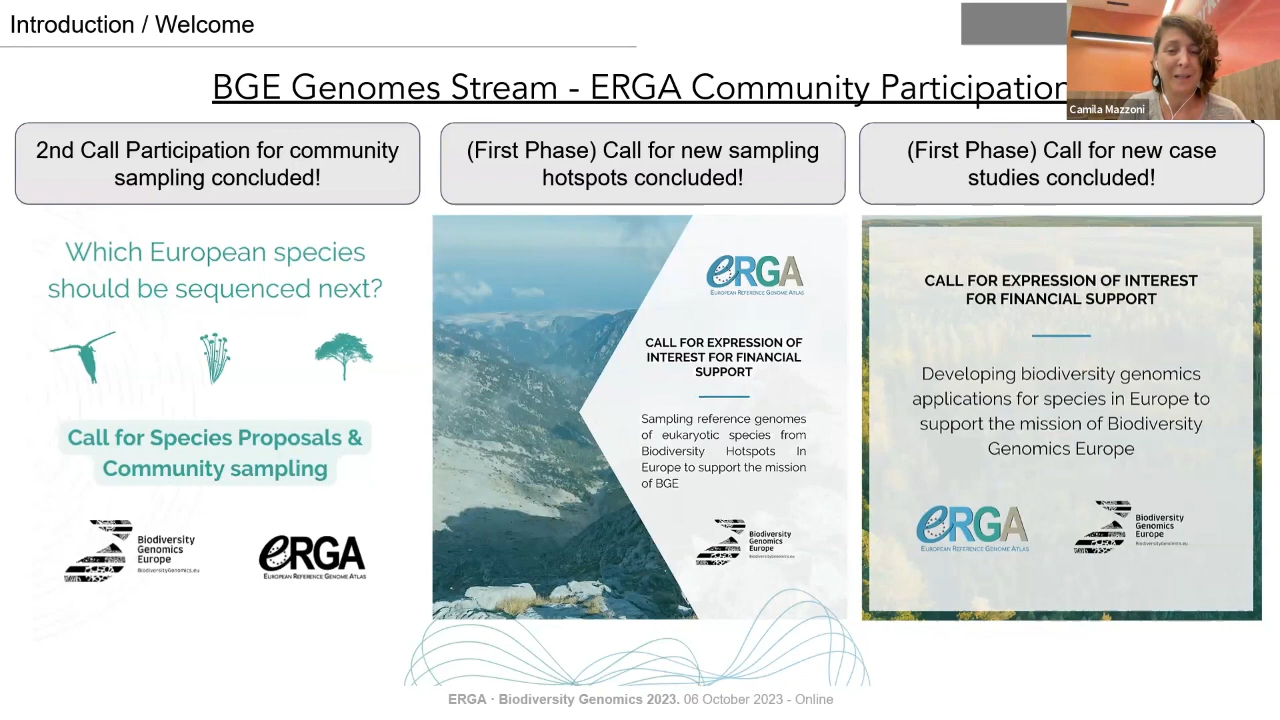 Introduction / Welcome
BGE Genomes Stream - ERGA Community Participation
Camila Mazzoni
2nd Call Participation for community
sampling concluded!
(First Phase) Call for new sampling
hotspots concluded!
(First Phase) Call for new case
studies concluded!
Which European species
should be sequenced next?
Call for Species Proposals &
Community sampling
Biodiversity
Genomics
Europe
BiodiversityGenomics.eu
eRGA
European Reference Genome Atlas
eRGA
European Reference Genome Atlas
CALL FOR EXPRESSION OF
INTEREST FOR FINANCIAL
SUPPORT
Sampling reference genomes
of eukaryotic species from
Biodiversity Hotspots In
Europe to support the mission
of BGE
Biodiversity
Genomics
Europe
BiodiversityGenomics.eu
CALL FOR EXPRESSION OF INTEREST
FOR FINANCIAL SUPPORT
Developing biodiversity genomics
applications for species in Europe to
support the mission of Biodiversity
Genomics Europe
eRGA
European Reference Genome Atlas
Biodiversity
Genomics
Europe
BiodiversityGenomics.eu
ERGA · Biodiversity Genomics 2023. 06 October 2023 - Online